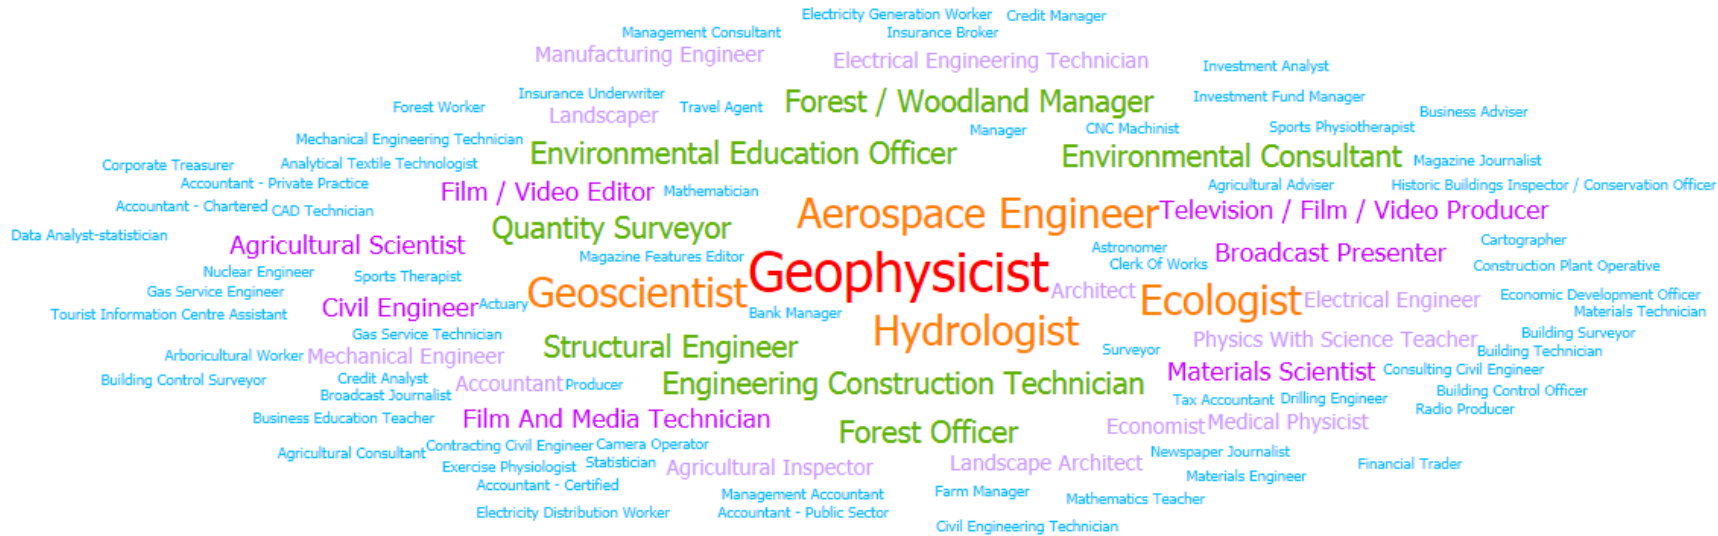 Electricity Generation Worker
Credit Manager
Management Consultant
Insurance Broker
Manufacturing Engineer
Electrical Engineering Technician
Investment Analyst
Insurance Underwriter
Forest Worker
Travel Agent
Forest / Woodland Manager
Investment Fund Manager
Landscaper
Business Adviser
Manager
CNC Machinist
Sports Physiotherapist
Mechanical Engineering Technician
Environmental Education Officer
Environmental Consultant
Magazine Journalist
Corporate Treasurer
Analytical Textile Technologist
Accountant - Private Practice
Film / Video Editor
Mathematician
Agricultural Adviser
Historic Buildings Inspector / Conservation Officer
Accountant - Chartered
CAD Technician
Aerospace Engineer
Television / Film / Video Producer
Data Analyst-statistician
Quantity Surveyor
Agricultural Scientist
Magazine Features Editor
Astronomer
Broadcast Presenter
Cartographer
Nuclear Engineer
Sports Therapist
Geophysicist
Clerk Of Works
Construction Plant Operative
Gas Service Engineer
Geoscientist
Architect
Ecologist
Electrical Engineer
Economic Development Officer
Tourist Information Centre Assistant
Civil Engineer
Actuary
Bank Manager
Materials Technician
Gas Service Technician
Hydrologist
Physics With Science Teacher
Building Surveyor
Arboricultural Worker
Mechanical Engineer
Structural Engineer
Surveyor
Building Technician
Building Control Surveyor
Credit Analyst
Accountant
Producer
Engineering Construction Technician
Materials Scientist
Consulting Civil Engineer
Broadcast Journalist
Tax Accountant
Drilling Engineer
Building Control Officer
Business Education Teacher
Film And Media Technician
Radio Producer
Forest Officer
Economist
Medical Physicist
Agricultural Consultant
Contracting Civil Engineer
Camera Operator
Newspaper Journalist
Exercise Physiologist
Statistician
Agricultural Inspector
Landscape Architect
Financial Trader
Accountant - Certified
Materials Engineer
Management Accountant
Farm Manager
Mathematics Teacher
Electricity Distribution Worker
Accountant - Public Sector
Civil Engineering Technician